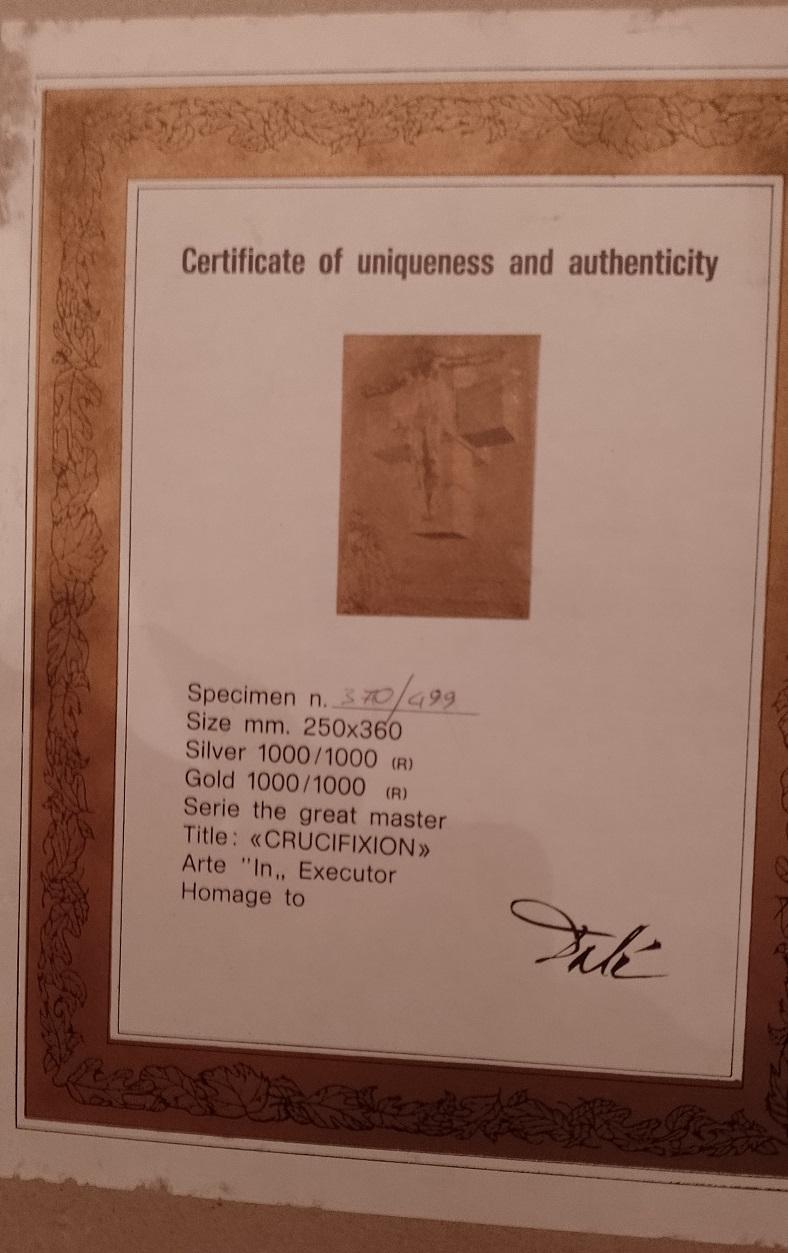 Certificate of uniqueness and authenticity
Specimen n. 370/499
Size mm. 250x360
Silver 1000/1000 (R)
Gold 1000/1000 (R)
Serie the great master
Title: «CRUCIFIXION»
Arte "In,, Executor
Homage to
Dalí